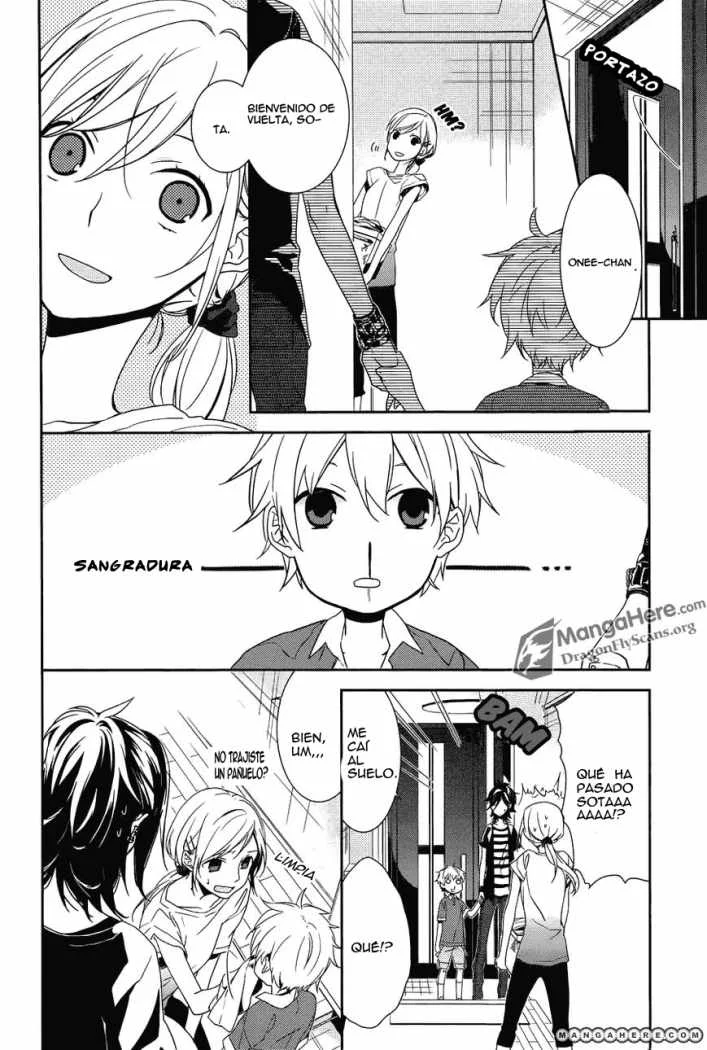 PORTAZO
ONEE-CHAN.
HM?
BIENVENIDO DE
VUELTA, SO-
TA.
SANGRADURA
...
MangaHere.com
DragonFlyScans.org
BAM
QUÉ HA
PASADO
SOTAAA
AAAA!?
ME
CAÍ
AL
SUELO.
QUÉ!?
BIEN,
UM,,,
NO TRAJISTE
UN PAÑUELO?
LIMPIA
MANGAHERE.COM